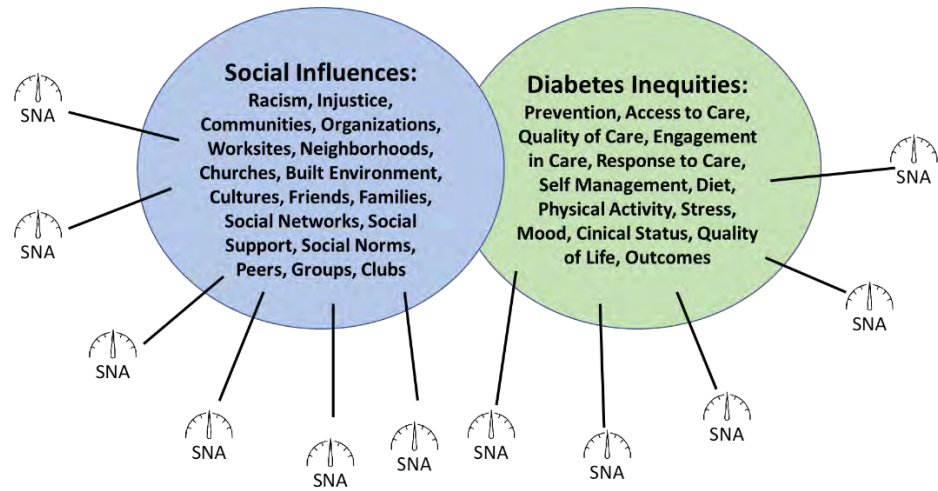 Social Influences:
Racism, Injustice,
Communities, Organizations,
Worksites, Neighborhoods,
Churches, Built Environment,
Cultures, Friends, Families,
Social Networks, Social
Support, Social Norms,
Peers, Groups, Clubs
Diabetes Inequities:
Prevention, Access to Care,
Quality of Care, Engagement
in Care, Response to Care,
Self Management, Diet,
Physical Activity, Stress,
Mood, Cinical Status, Quality
of Life, Outcomes
SNA
SNA
SNA
SNA
SNA
SNA
SNA
SNA
SNA
SNA
SNA